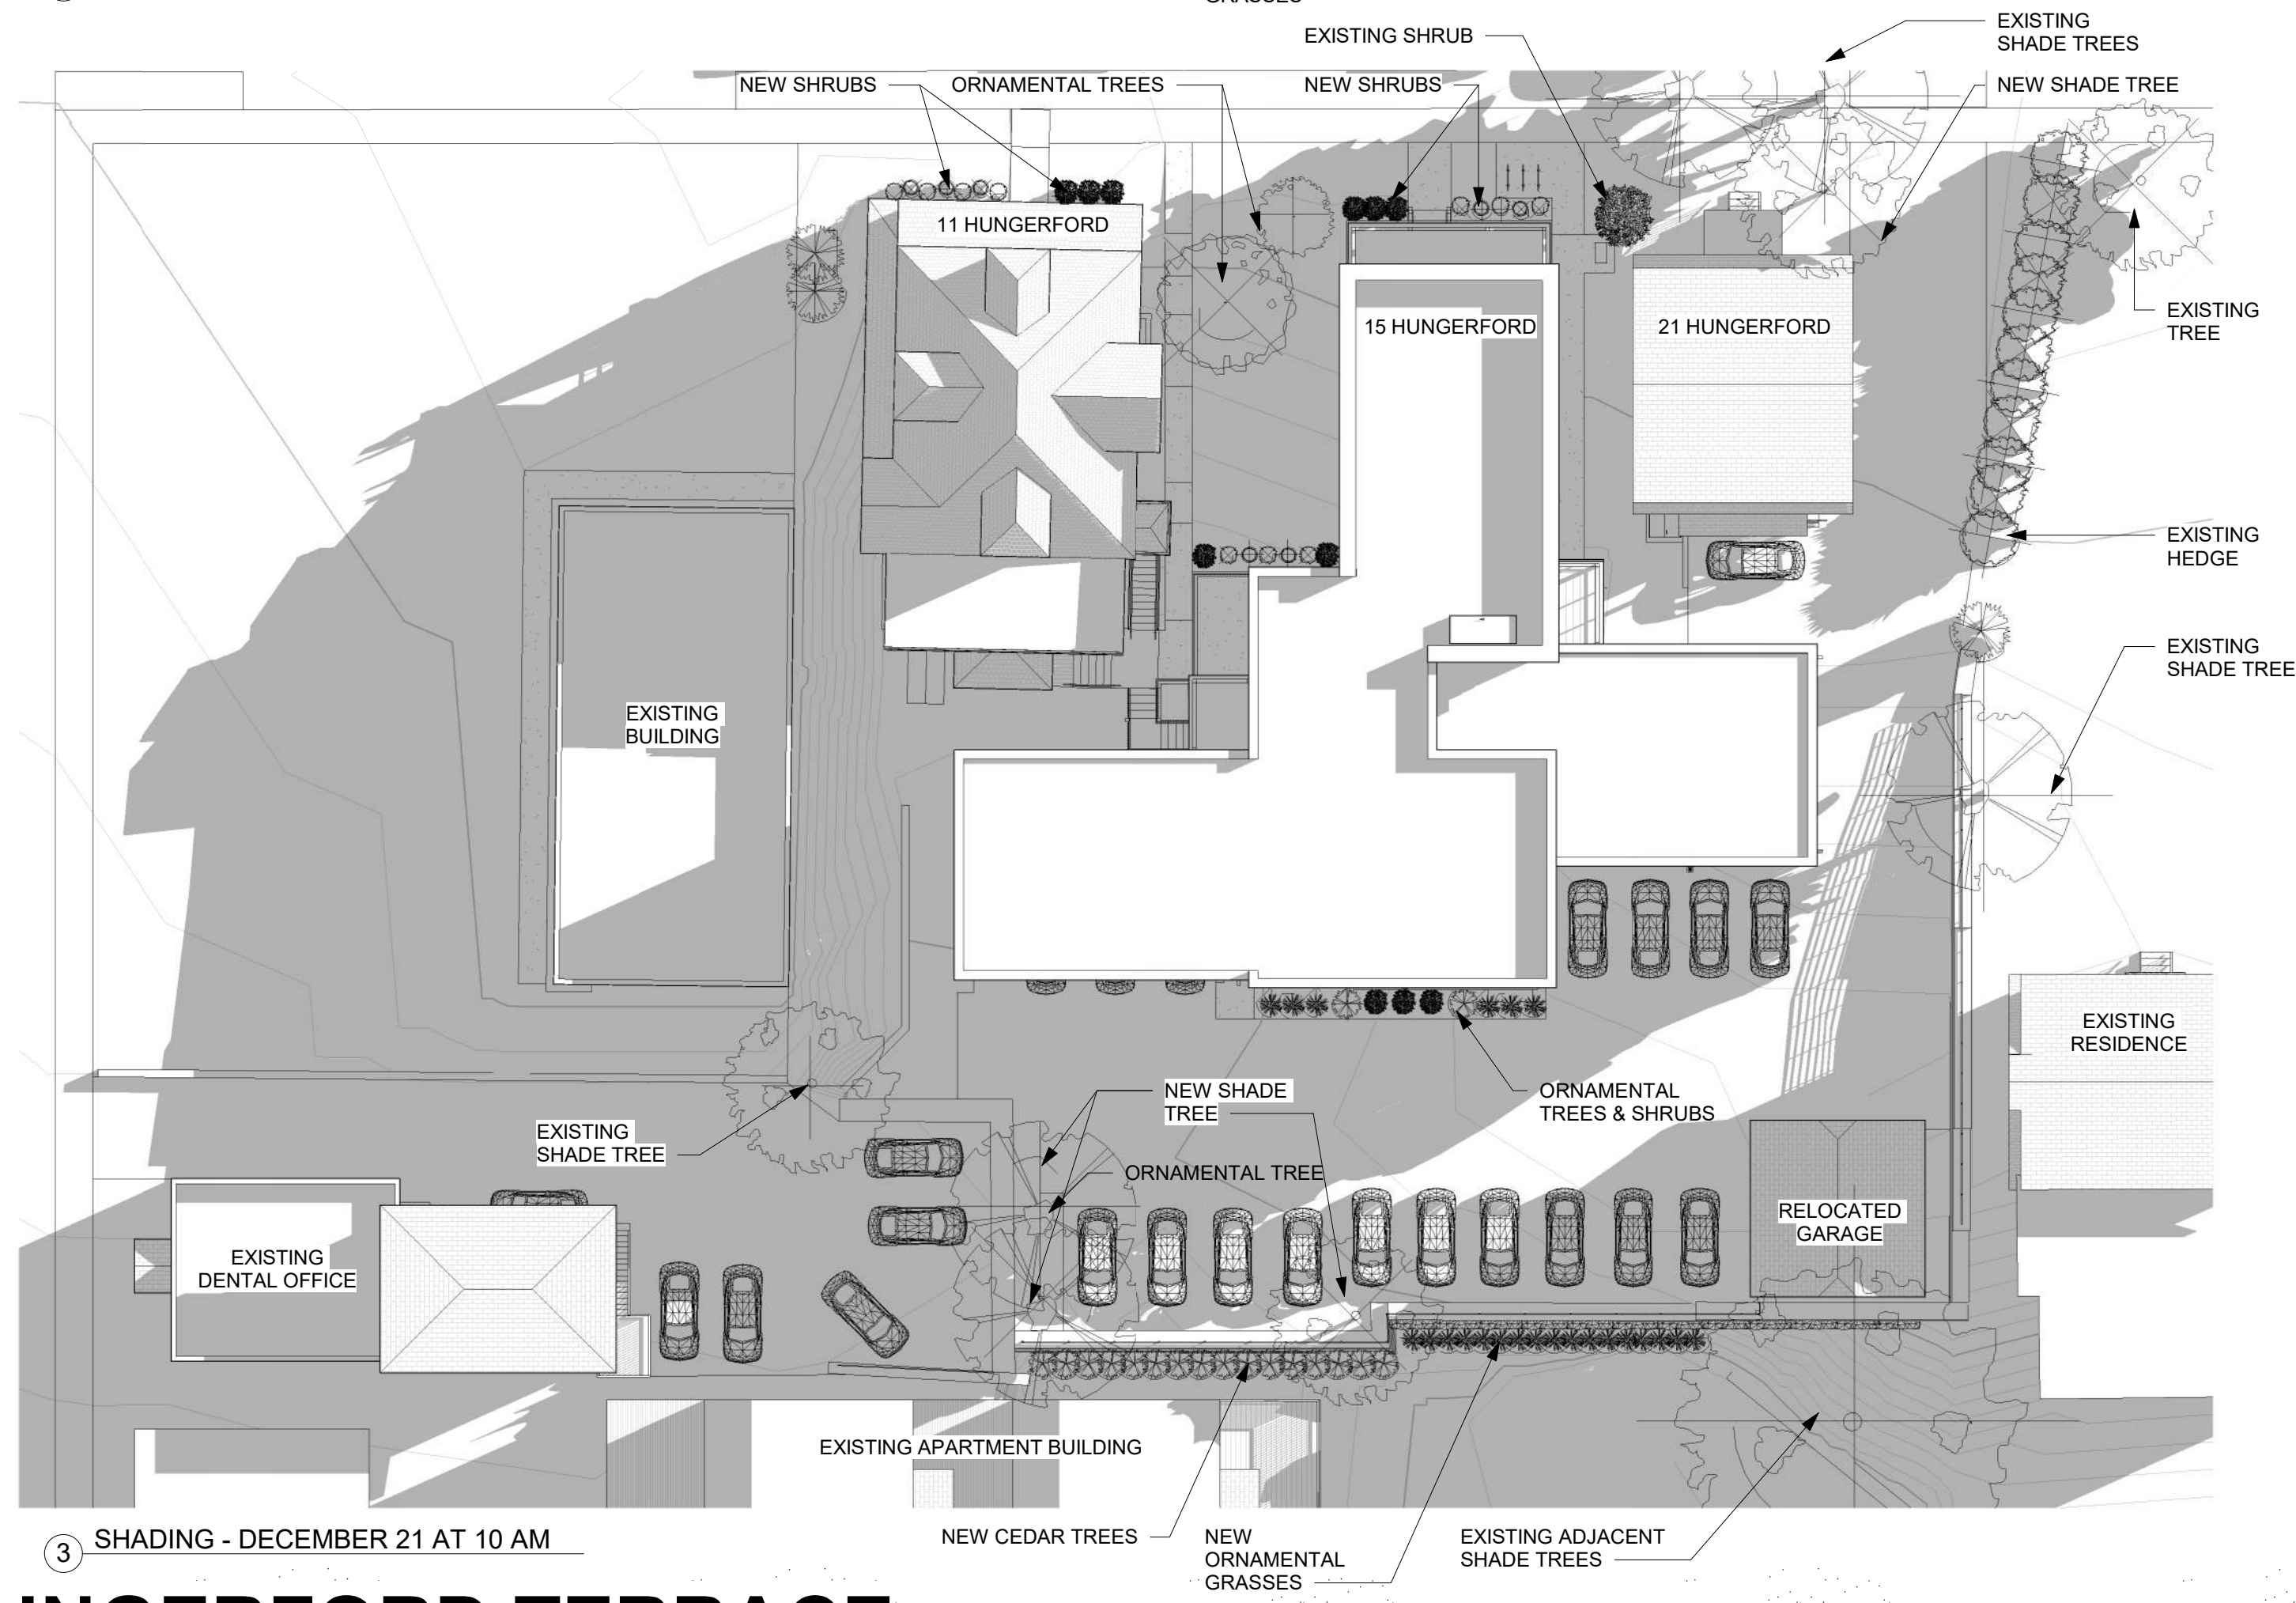 GRASSES
EXISTING
SHADE TREES
EXISTING SHRUB
NEW SHRUBS
ORNAMENTAL TREES
NEW SHRUBS
NEW SHADE TREE
11 HUNGERFORD
15 HUNGERFORD
21 HUNGERFORD
EXISTING
TREE
EXISTING
HEDGE
EXISTING
SHADE TREE
EXISTING
BUILDING
EXISTING
RESIDENCE
NEW SHADE
TREE
ORNAMENTAL
TREES & SHRUBS
EXISTING
SHADE TREE
ORNAMENTAL TREE
RELOCATED
GARAGE
EXISTING
DENTAL OFFICE
EXISTING APARTMENT BUILDING
NEW CEDAR TREES
NEW
ORNAMENTAL
GRASSES
EXISTING ADJACENT
SHADE TREES
3 SHADING - DECEMBER 21 AT 10 AM
INGERFORD TERRACE